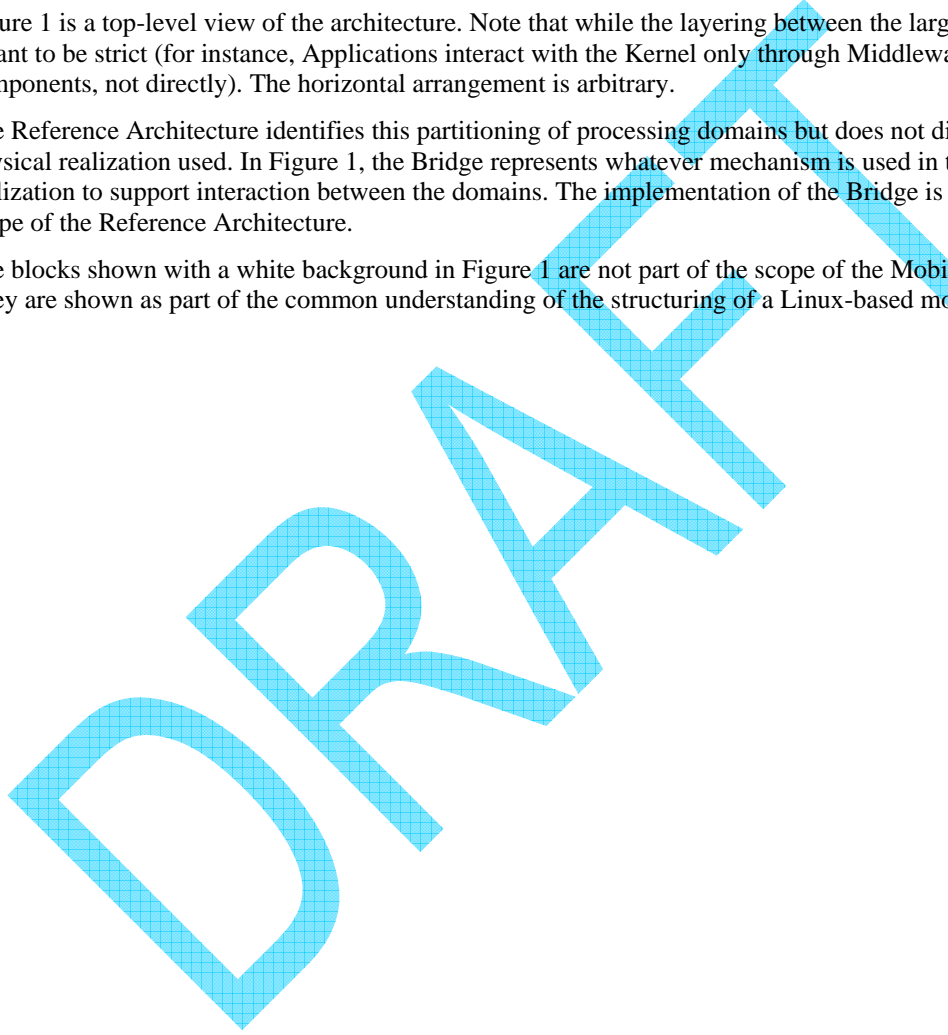 ure 1 is a top-level view of the architecture. Note that while the layering between the larg
ant to be strict (for instance, Applications interact with the Kernel only through Middlewa
nponents, not directly). The horizontal arrangement is arbitrary.
e Reference Architecture identifies this partitioning of processing domains but does not di
ysical realization used. In Figure 1, the Bridge represents whatever mechanism is used in t
lization to support interaction between the domains. The implementation of the Bridge is
pe of the Reference Architecture.
e blocks shown with a white background in Figure 1 are not part of the scope of the Mobi
ey are shown as part of the common understanding of the structuring of a Linux-based mo
DRAFT